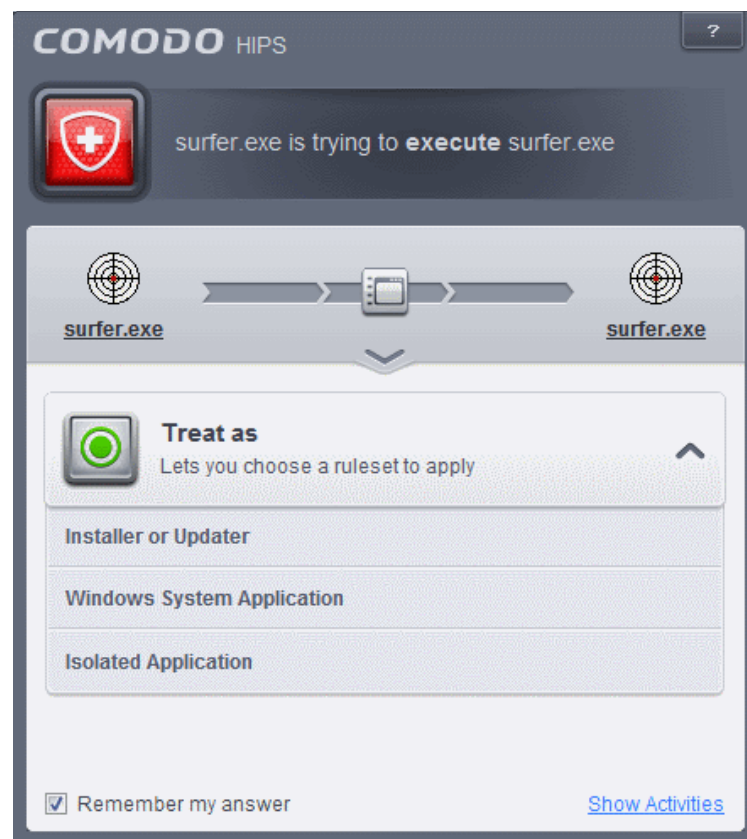 COMODO HIPS
?
surfer.exe is trying to execute surfer.exe
surfer.exe
surfer.exe
Treat as
Lets you choose a ruleset to apply
Installer or Updater
Windows System Application
Isolated Application
Remember my answer
Show Activities